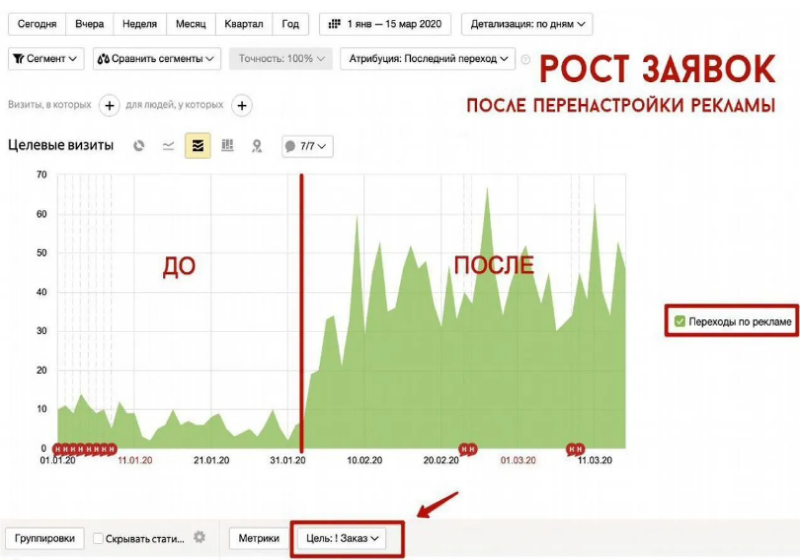 Сегодня Вчера Неделя Месяц Квартал Год 1 янв — 15 мар 2020 Детализация: по дням
Сегмент Сравнить сегменты Точность: 100% Атрибуция: Последний переход
РОСТ ЗАЯВОК
ПОСЛЕ ПЕРЕНАСТРОЙКИ РЕКЛАМЫ
Визиты, в которых + для людей, у которых +
Целевые визиты 7/7
70
60
50
40
30
20
10
0
ДО
ПОСЛЕ
Переходы по рекламе
Н Н Н Н Н Н Н Н Н Н Н Н
01.01.20 11.01.20 21.01.20 31.01.20 10.02.20 20.02.20 01.03.20 11.03.20
Группировки Скрывать стати... Метрики Цель: ! Заказ